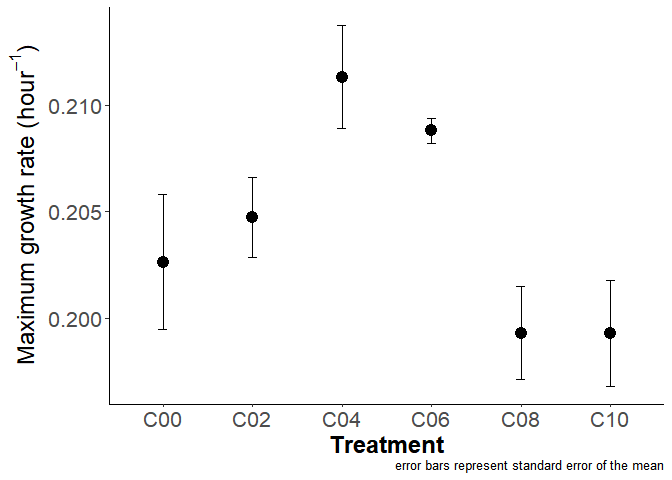 Maximum growth rate (hour⁻¹)
0.210
0.205
0.200
C00 C02 C04 C06 C08 C10
Treatment
error bars represent standard error of the mean